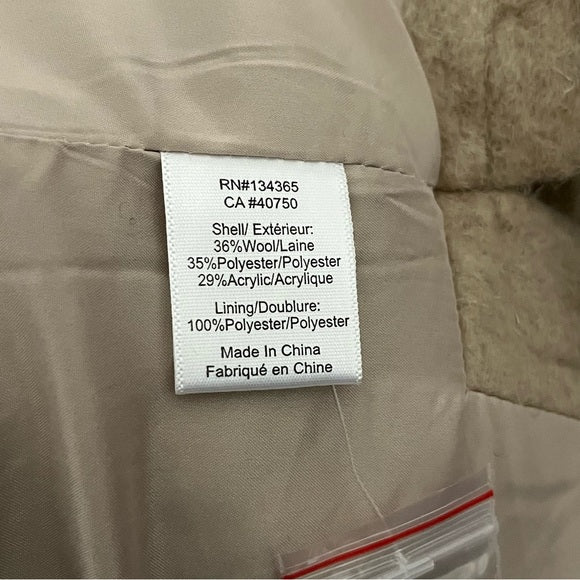 RN#134365
CA #40750
Shell/ Extérieur:
36%Wool/Laine
35%Polyester/Polyester
29%Acrylic/Acrylique
Lining/Doublure:
100%Polyester/Polyester
Made In China
Fabriqué en Chine